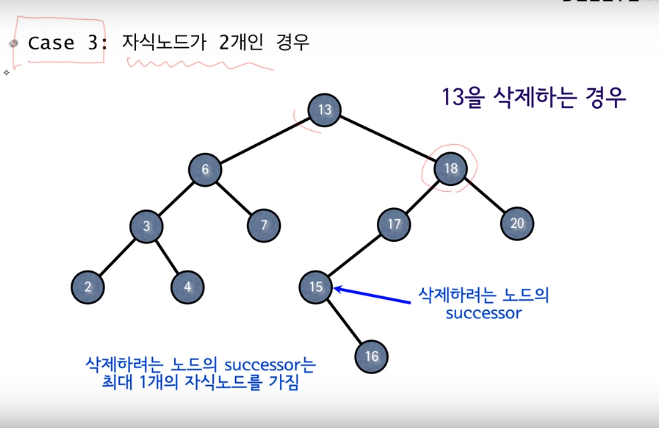 Case 3: 자식노드가 2개인 경우
13을 삭제하는 경우
13
6
18
3
7
17
20
2
4
15
삭제하려는 노드의
successor
16
삭제하려는 노드의 successor는
최대 1개의 자식노드를 가짐